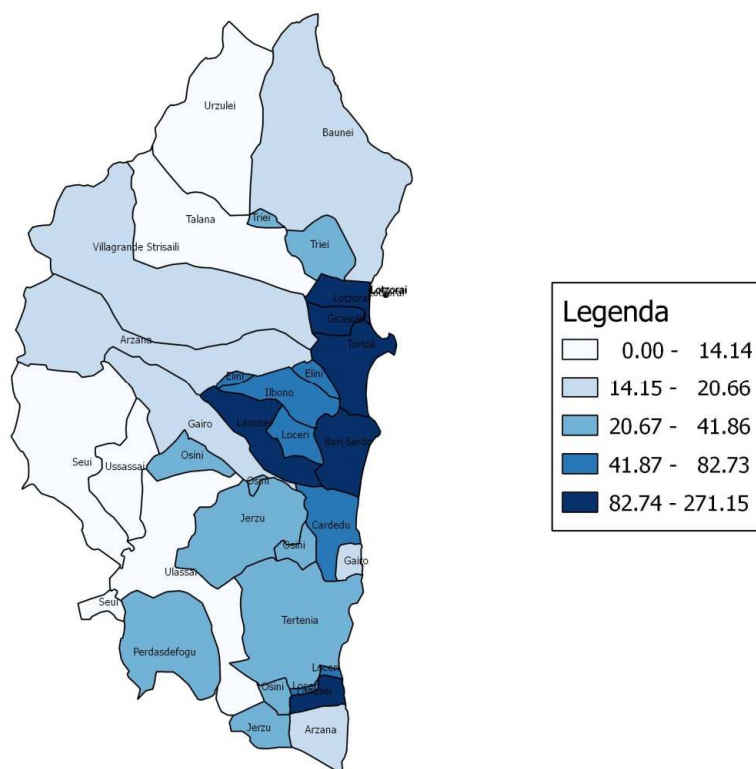 Urzulei
Baunei
Talana
Triei
Triei
Villagrande Strisaili
Lotzorai
Lotzorai
Lotzorai
Girasole
Arzana
Tortolì
Elini
Elini
Ilbono
Gairo
Lanusei
Loceri
Bari Sardo
Seui
Ussassai
Osini
Osini
Jerzu
Cardedu
Osini
Gairo
Ulassai
Seui
Tertenia
Perdasdefogu
Loceri
Osini
Loceri
Lanusei
Jerzu
Arzana
Legenda
0.00 - 14.14
14.15 - 20.66
20.67 - 41.86
41.87 - 82.73
82.74 - 271.15